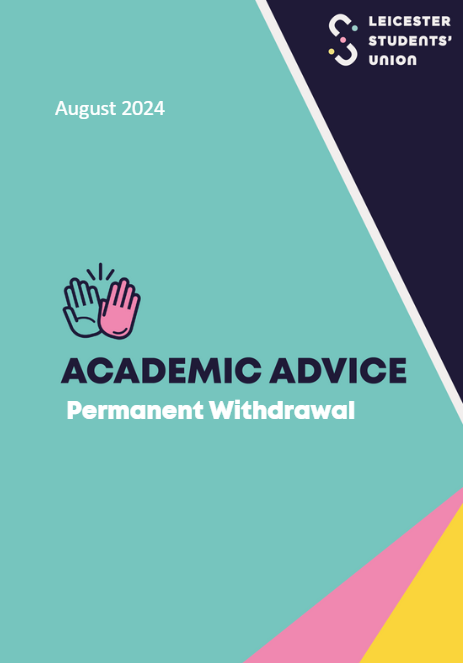 LEICESTER
STUDENTS'
UNION
August 2024
ACADEMIC ADVICE
Permanent Withdrawal